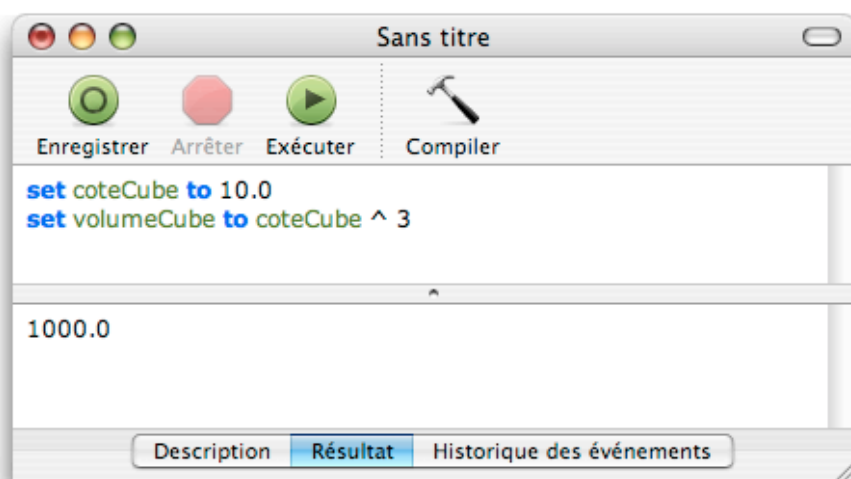 Sans titre
Enregistrer Arrêter Exécuter Compiler
set coteCube to 10.0
set volumeCube to coteCube ^ 3
1000.0
Description Résultat Historique des événements